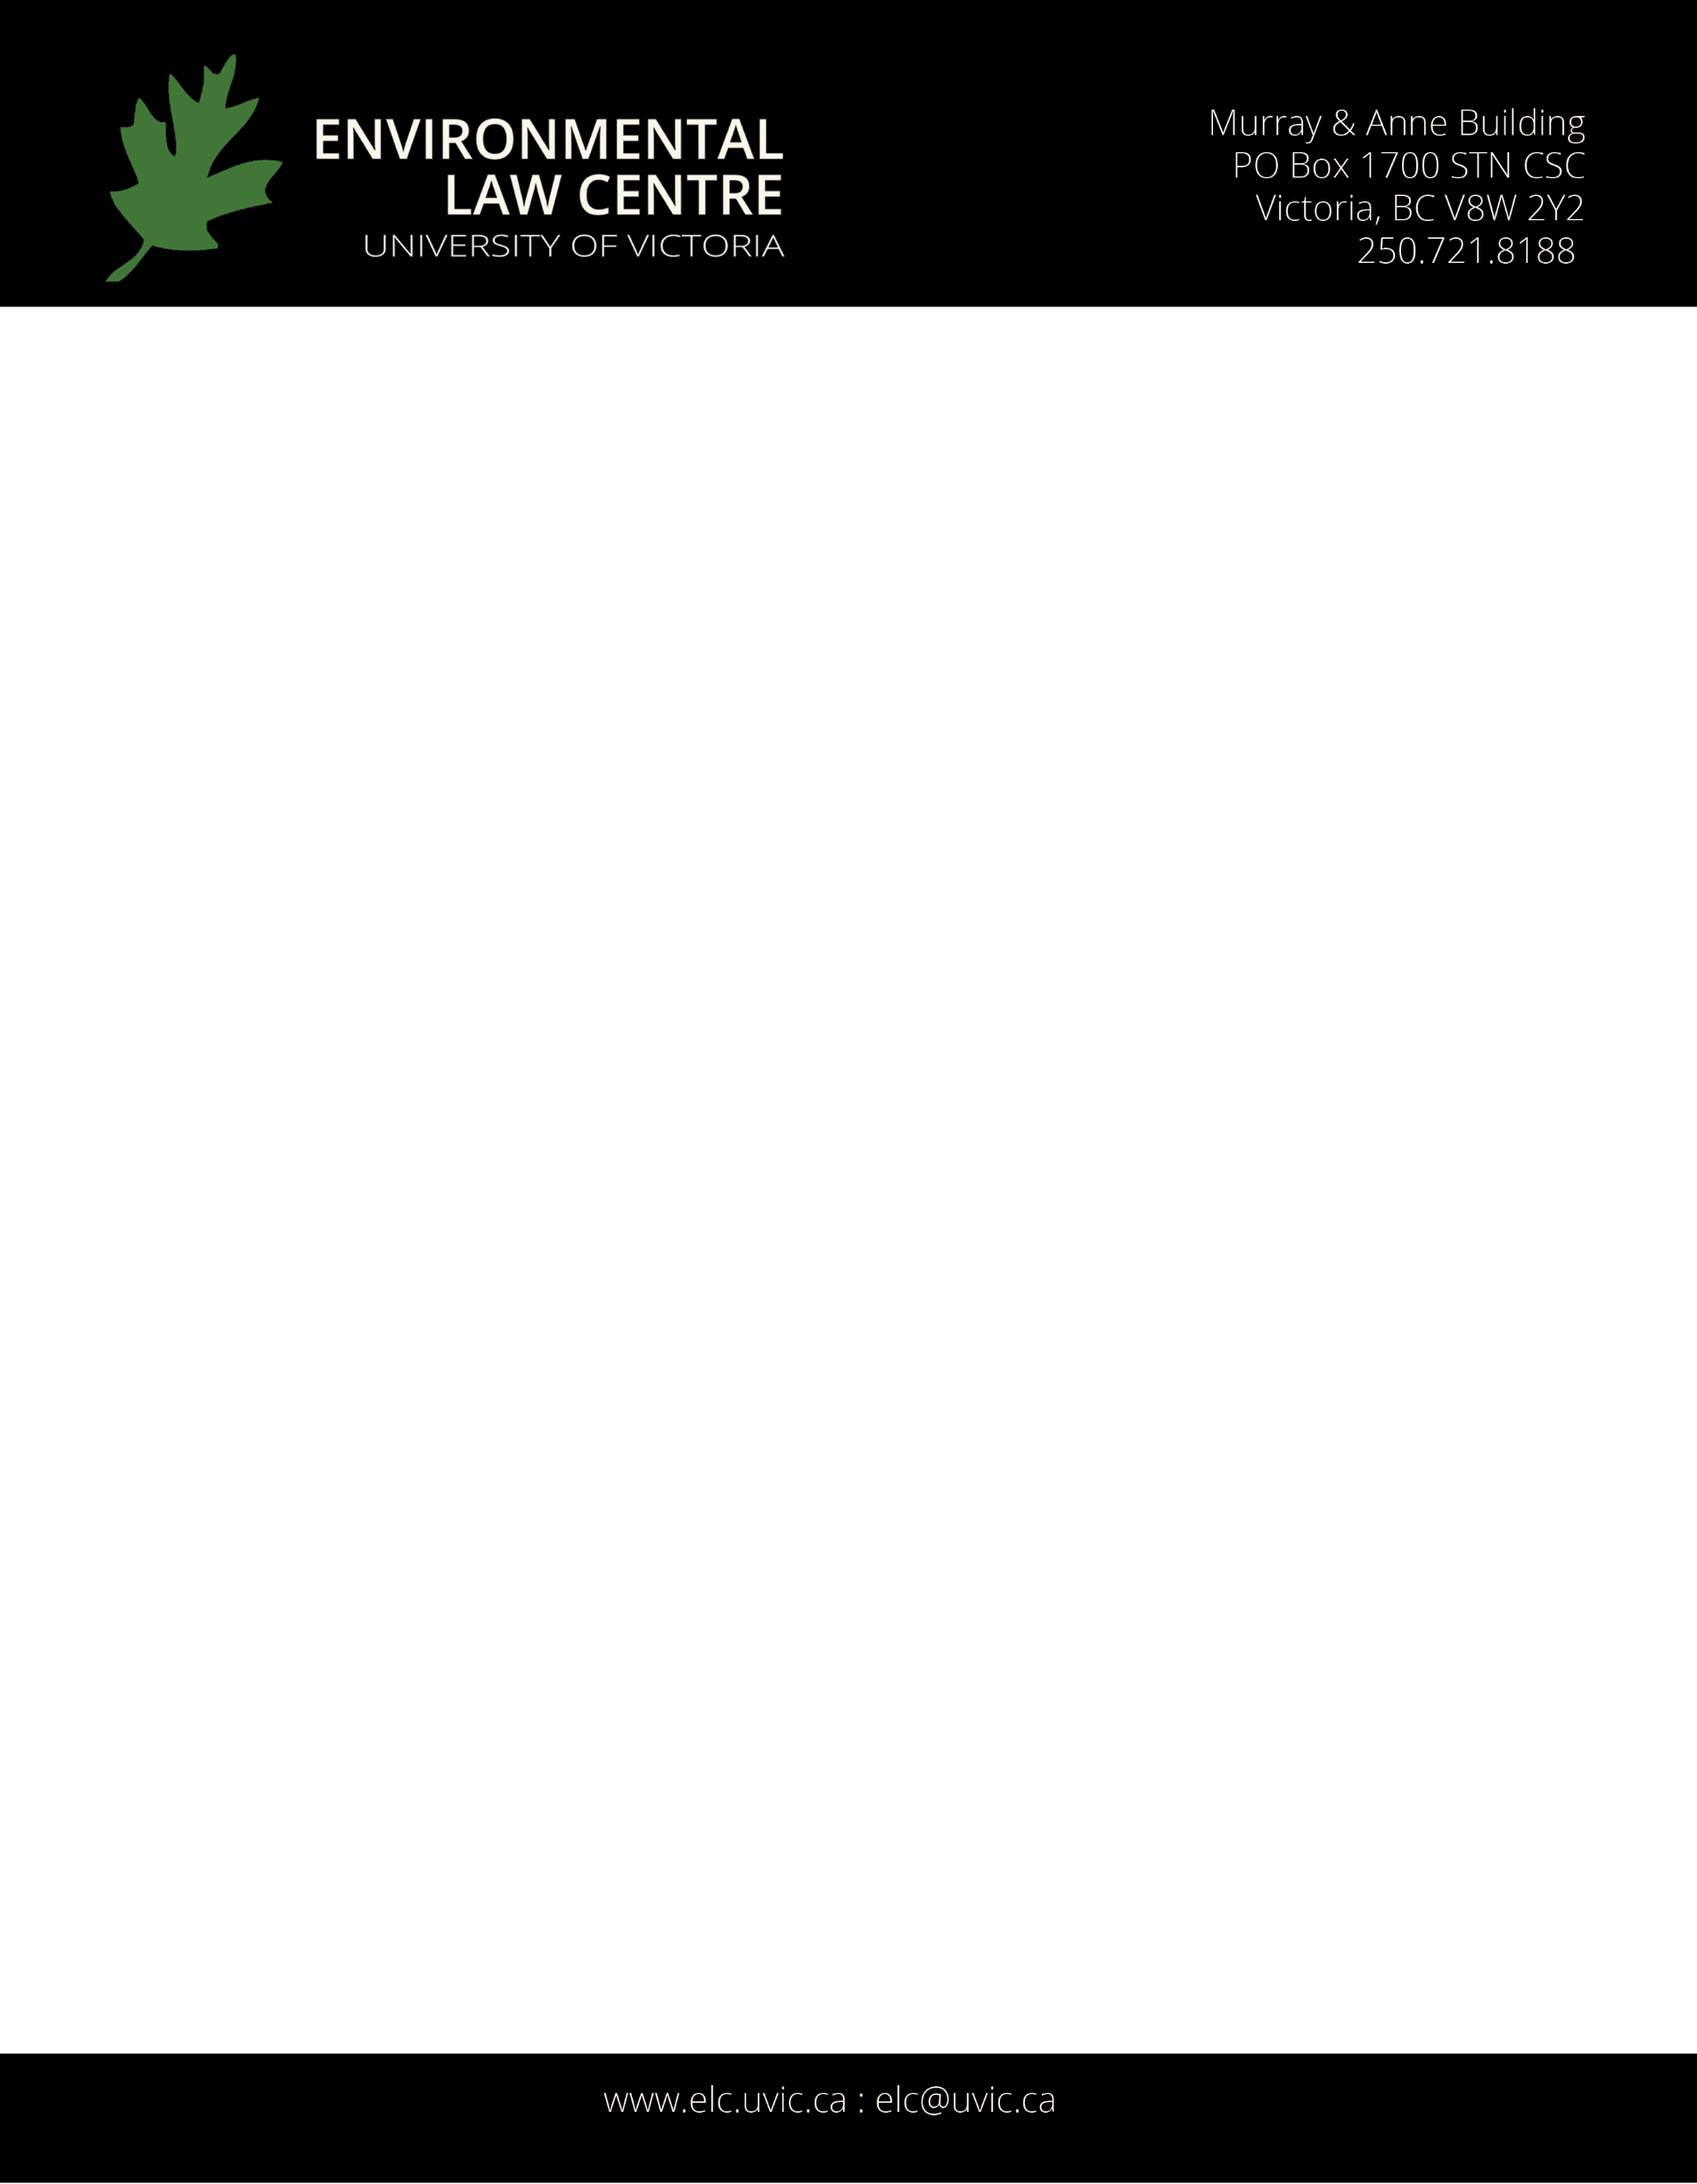 ENVIRONMENTAL
LAW CENTRE
UNIVERSITY OF VICTORIA
Murray & Anne Building
PO Box 1700 STN CSC
Victoria, BC V8W 2Y2
250.721.8188
www.elc.uvic.ca : elc@uvic.ca